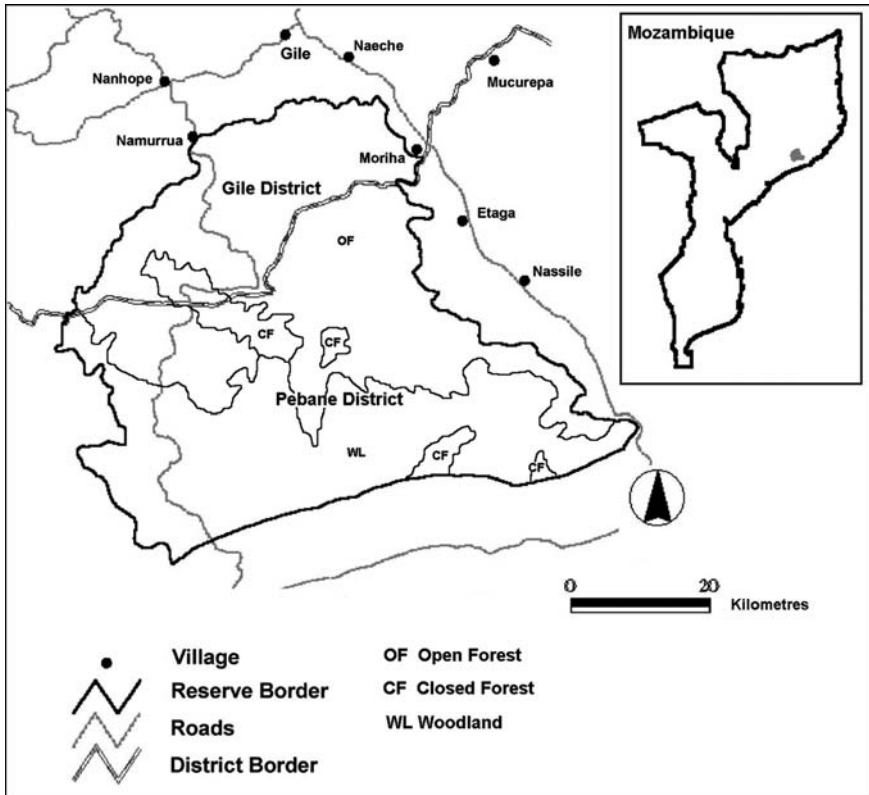 Mozambique
Gile
Naeche
Nanhope
Mucurepa
Namurrua
Moriha
Gile District
Etaga
OF
Nassile
CF
CF
Pebane District
WL
CF
CF
0 20
Kilometres
Village
Reserve Border
Roads
District Border
OF Open Forest
CF Closed Forest
WL Woodland